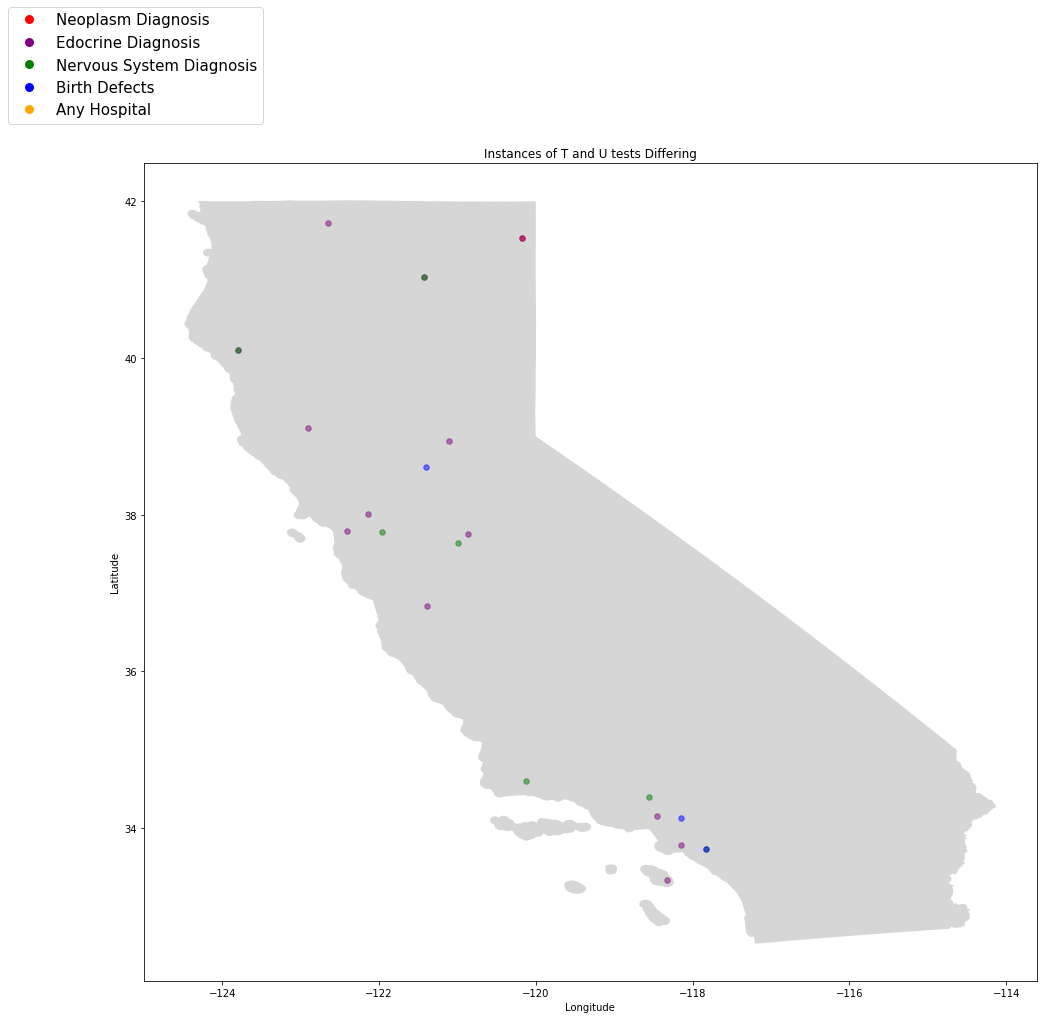 Neoplasm Diagnosis
Edocrine Diagnosis
Nervous System Diagnosis
Birth Defects
Any Hospital
Instances of T and U tests Differing
42
40
38
36
34
Latitude
−124
−122
−120
−118
−116
−114
Longitude